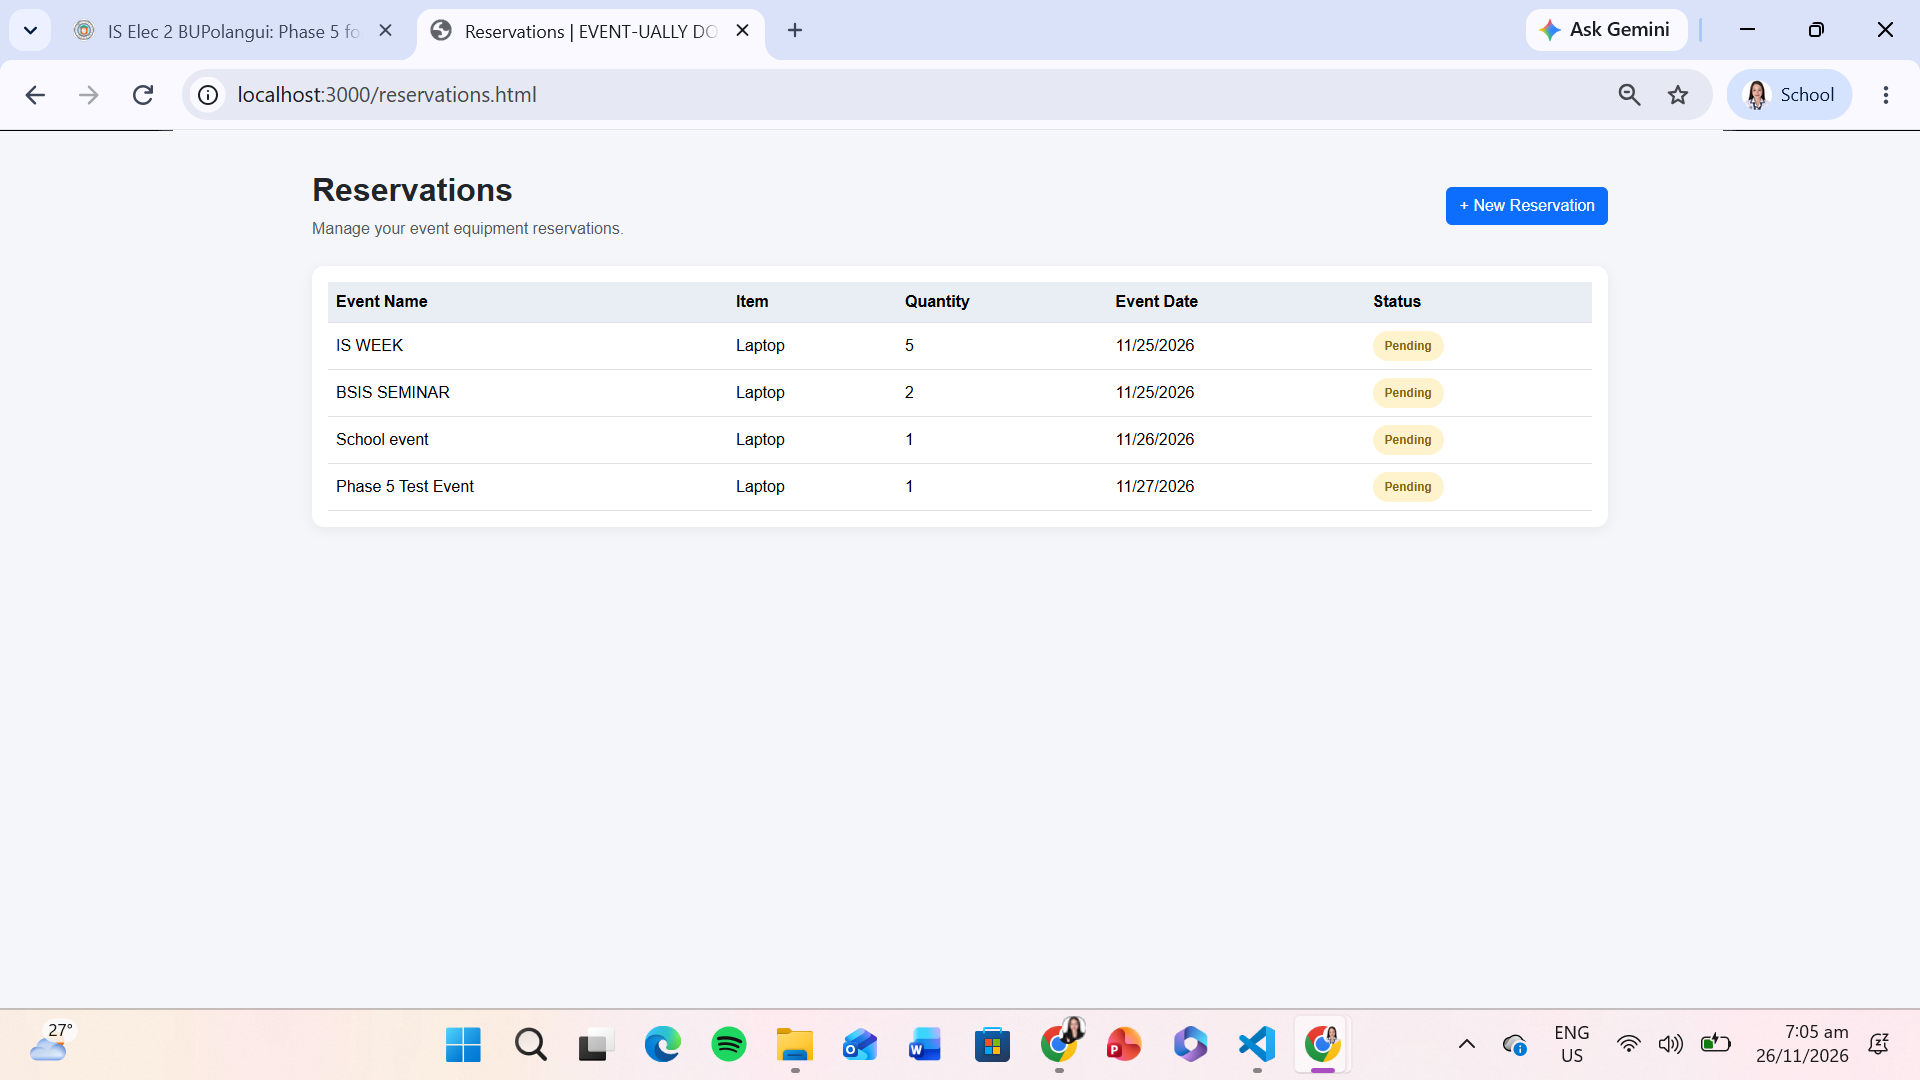 IS Elec 2 BUPolangui: Phase 5 fo
Reservations | EVENT-UALLY DO
Ask Gemini
localhost:3000/reservations.html
School
Reservations
Manage your event equipment reservations.
+ New Reservation
Event Name Item Quantity Event Date Status
IS WEEK Laptop 5 11/25/2026 Pending
BSIS SEMINAR Laptop 2 11/25/2026 Pending
School event Laptop 1 11/26/2026 Pending
Phase 5 Test Event Laptop 1 11/27/2026 Pending
27°
ENG
US
7:05 am
26/11/2026